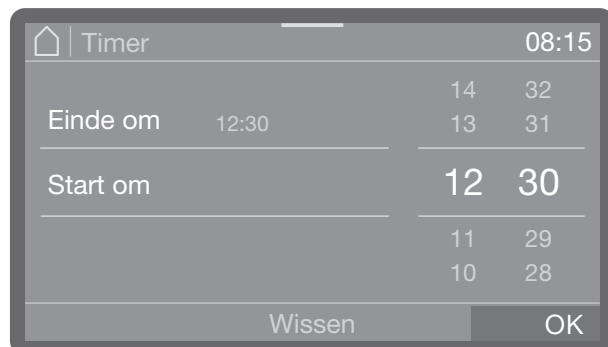 Timer 08:15
14 32
Einde om 12:30 13 31
Start om 12 30
11 29
10 28
Wissen OK